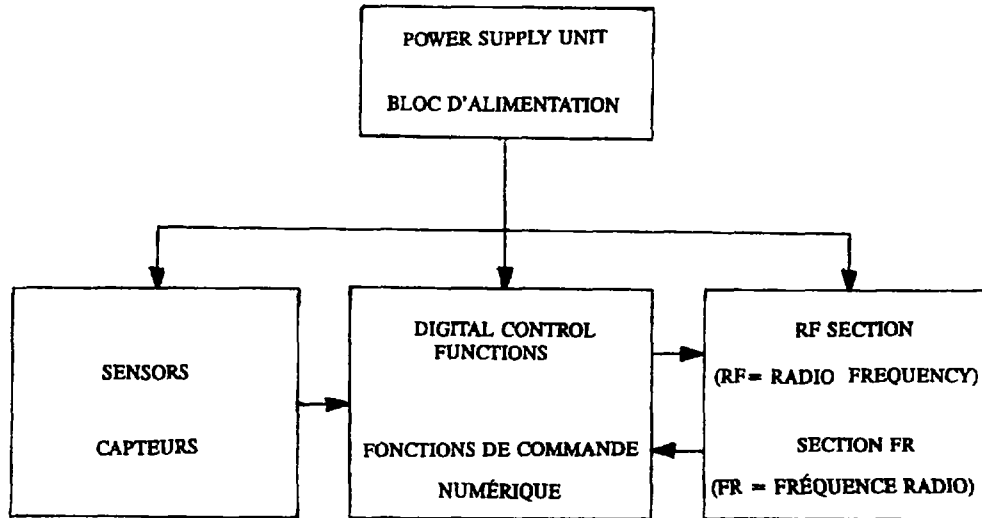 POWER SUPPLY UNIT
BLOC D'ALIMENTATION
SENSORS
CAPTEURS
DIGITAL CONTROL
FUNCTIONS
FONCTIONS DE COMMANDE
NUMÉRIQUE
RF SECTION
(RF= RADIO FREQUENCY)
SECTION FR
(FR = FRÉQUENCE RADIO)